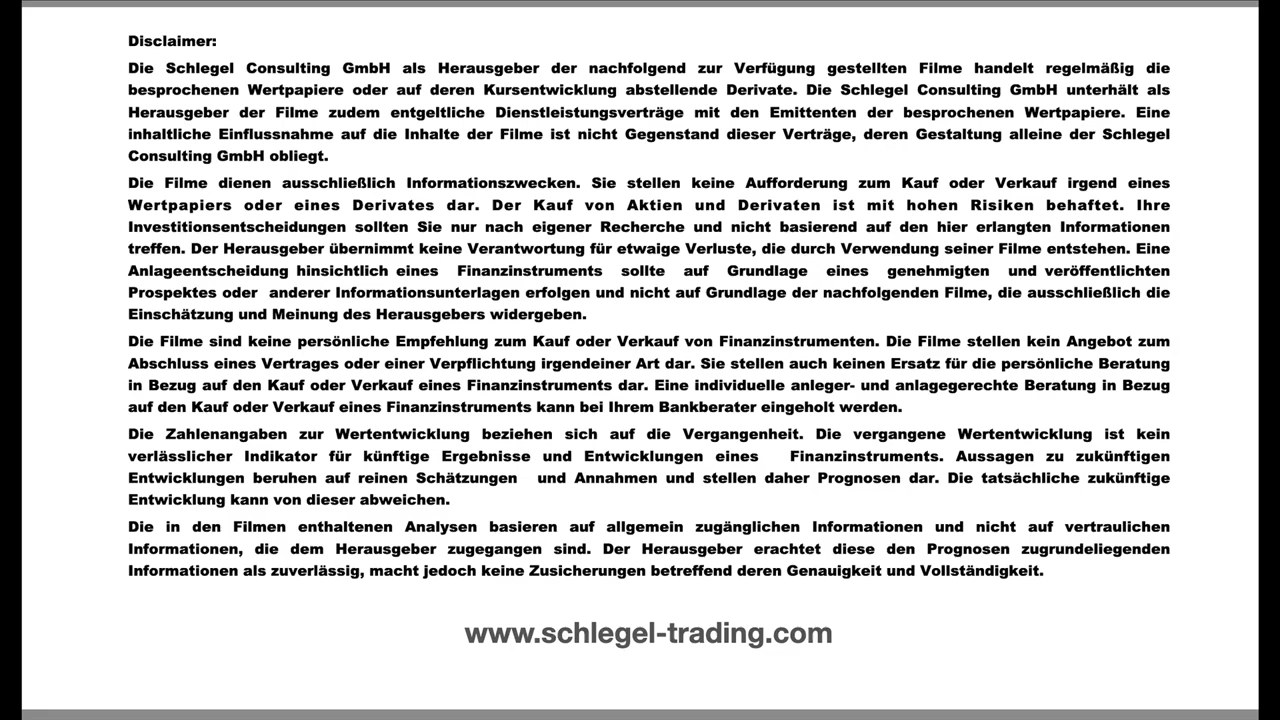 Disclaimer:
Die Schlegel Consulting GmbH als Herausgeber der nachfolgend zur Verfügung gestellten Filme handelt regelmäßig die
besprochenen Wertpapiere oder auf deren Kursentwicklung abstellende Derivate. Die Schlegel Consulting GmbH unterhält als
Herausgeber der Filme zudem entgeltliche Dienstleistungsverträge mit den Emittenten der besprochenen Wertpapiere. Eine
inhaltliche Einflussnahme auf die Inhalte der Filme ist nicht Gegenstand dieser Verträge, deren Gestaltung alleine der Schlegel
Consulting GmbH obliegt.
Die Filme dienen ausschließlich Informationszwecken. Sie stellen keine Aufforderung zum Kauf oder Verkauf irgend eines
Wertpapiers oder eines Derivates dar. Der Kauf von Aktien und Derivaten ist mit hohen Risiken behaftet. Ihre
Investitionsentscheidungen sollten Sie nur nach eigener Recherche und nicht basierend auf den hier erlangten Informationen
treffen. Der Herausgeber übernimmt keine Verantwortung für etwaige Verluste, die durch Verwendung seiner Filme entstehen. Eine
Anlageentscheidung hinsichtlich eines Finanzinstruments sollte auf Grundlage eines genehmigten und veröffentlichten
Prospektes oder anderer Informationsunterlagen erfolgen und nicht auf Grundlage der nachfolgenden Filme, die ausschließlich die
Einschätzung und Meinung des Herausgebers widergeben.
Die Filme sind keine persönliche Empfehlung zum Kauf oder Verkauf von Finanzinstrumenten. Die Filme stellen kein Angebot zum
Abschluss eines Vertrages oder einer Verpflichtung irgendeiner Art dar. Sie stellen auch keinen Ersatz für die persönliche Beratung
in Bezug auf den Kauf oder Verkauf eines Finanzinstruments dar. Eine individuelle anleger- und anlagegerechte Beratung in Bezug
auf den Kauf oder Verkauf eines Finanzinstruments kann bei Ihrem Bankberater eingeholt werden.
Die Zahlenangaben zur Wertentwicklung beziehen sich auf die Vergangenheit. Die vergangene Wertentwicklung ist kein
verlässlicher Indikator für künftige Ergebnisse und Entwicklungen eines Finanzinstruments. Aussagen zu zukünftigen
Entwicklungen beruhen auf reinen Schätzungen und Annahmen und stellen daher Prognosen dar. Die tatsächliche zukünftige
Entwicklung kann von dieser abweichen.
Die in den Filmen enthaltenen Analysen basieren auf allgemein zugänglichen Informationen und nicht auf vertraulichen
Informationen, die dem Herausgeber zugegangen sind. Der Herausgeber erachtet diese den Prognosen zugrundeliegenden
Informationen als zuverlässig, macht jedoch keine Zusicherungen betreffend deren Genauigkeit und Vollständigkeit.
www.schlegel-trading.com